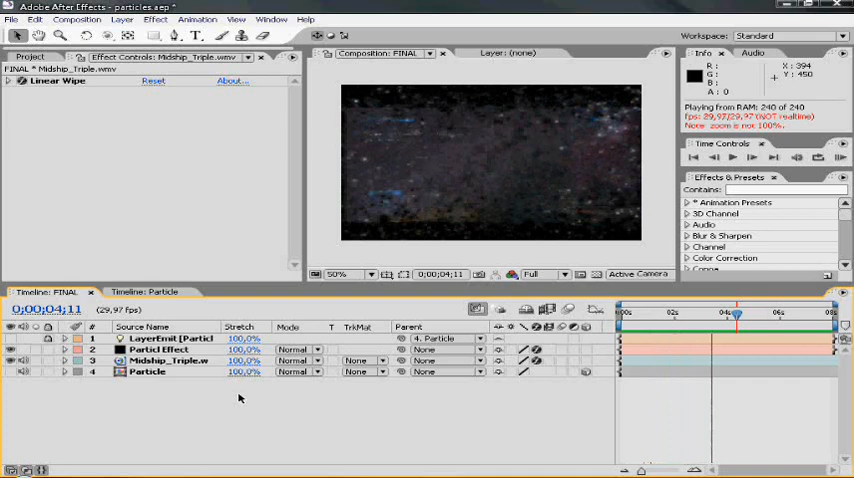 Adobe After Effects - particles.aep *
File Edit Composition Layer Effect Animation View Window Help
Workspace: Standard
Project Effect Controls: Midship_Triple.wmv
Composition: FINAL Layer: (none)
Info Audio
FINAL * Midship_Triple.wmv
Linear Wipe Reset About...
R : X : 394
G : Y : 450
B :
A : 0
Playing from RAM: 240 of 240
fps: 29,97/29,97 (NOT realtime)
Note: zoom is not 100%.
Time Controls
Effects & Presets
Contains:
* Animation Presets
3D Channel
Audio
Blur & Sharpen
Channel
Color Correction
50% 0;00;04;11 Full Active Camera
Timeline: FINAL Timeline: Particle
0;00;04;11 (29,97 fps)
:00s 02s 04s 08s
# Source Name Stretch Mode T TrkMat Parent
1 LayerEmit [Particl 100,0% 4. Particle
2 Particl Effect 100,0% Normal None
3 Midship_Triple.w 100,0% Normal None None
4 Particle 100,0% Normal None None